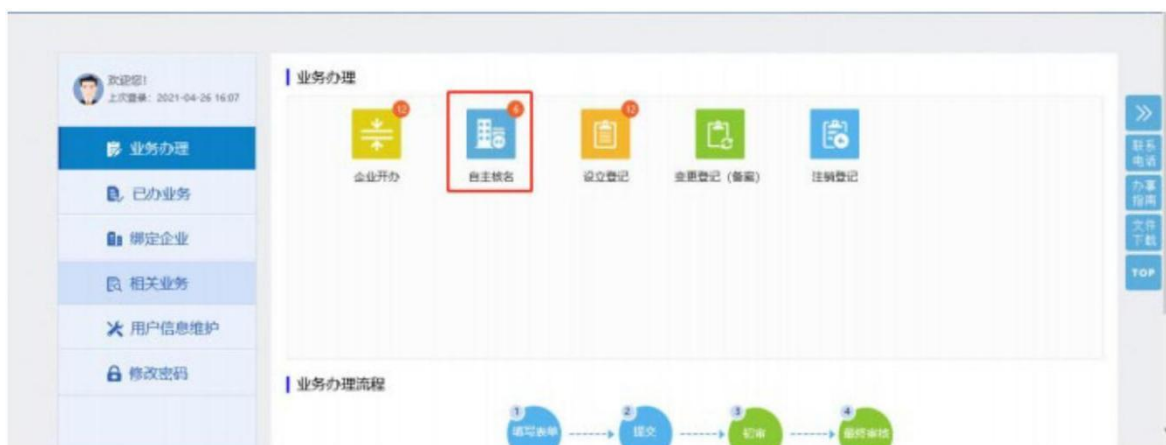 欢迎您!
上次登录: 2021-04-26 16:07
业务办理
已办业务
绑定企业
相关业务
用户信息维护
修改密码
业务办理
12
6
12
企业开办
自主核名
设立登记
变更登记（备案）
注销登记
业务办理流程
1
填写表单
2
提交
3
初审
4
最终审核
联系
电话
办事
指南
文件
下载
TOP